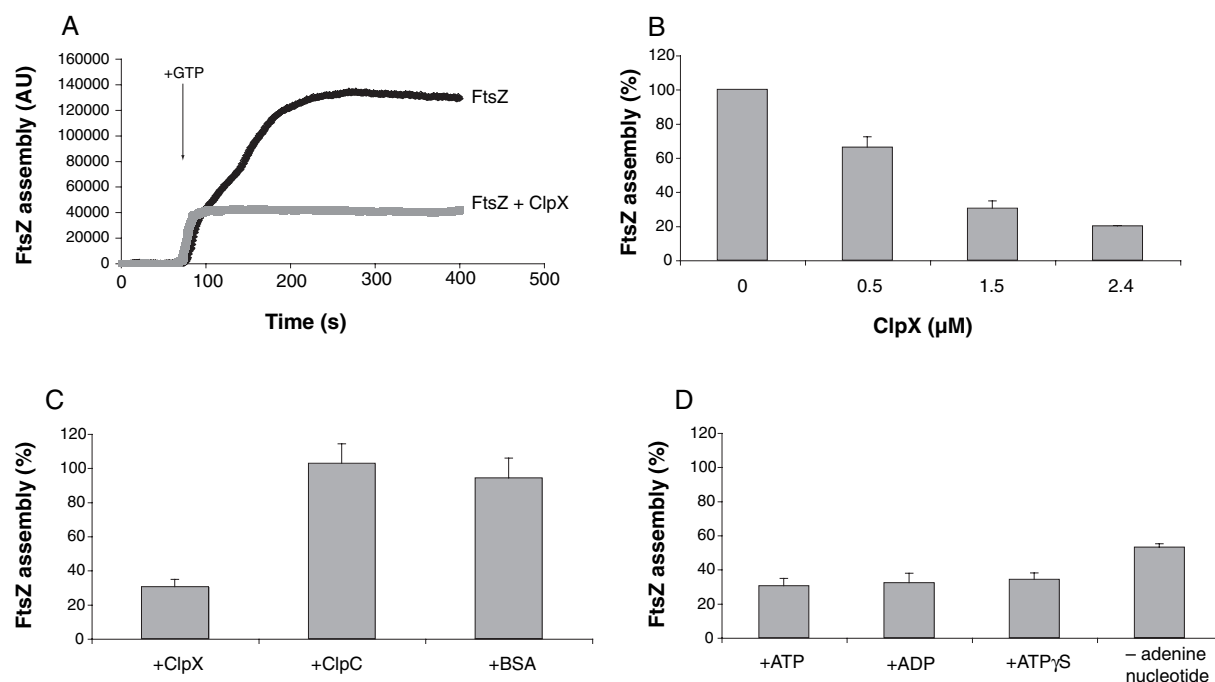 A
FtsZ assembly (AU)
160000
140000
120000
100000
80000
60000
40000
20000
0
+GTP
FtsZ
FtsZ + ClpX
0 100 200 300 400 500
Time (s)
B
FtsZ assembly (%)
120
100
80
60
40
20
0
0 0.5 1.5 2.4
ClpX (µM)
C
FtsZ assembly (%)
120
100
80
60
40
20
0
+ClpX +ClpC +BSA
D
FtsZ assembly (%)
120
100
80
60
40
20
0
+ATP +ADP +ATPγS – adenine
nucleotide